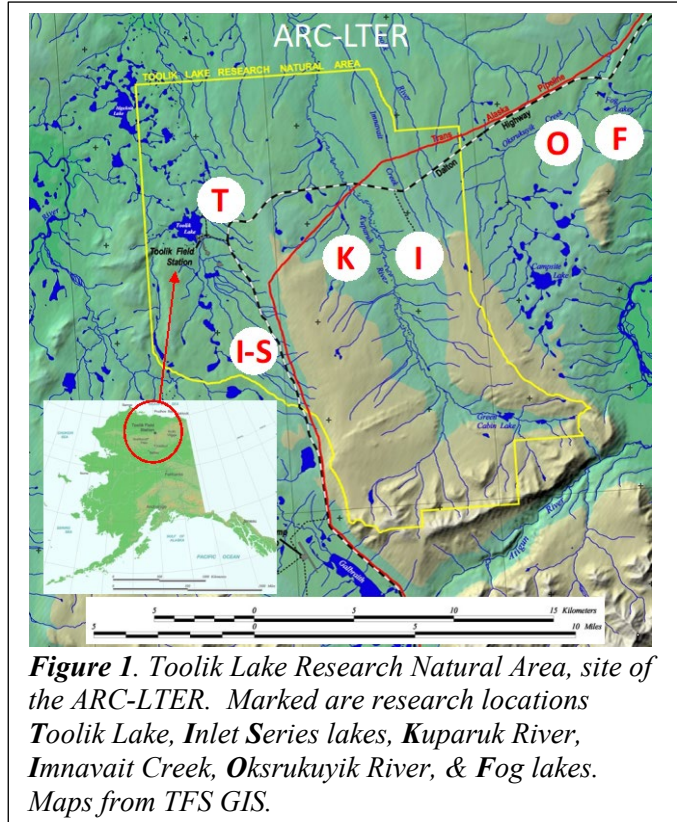 ARC-LTER
TOOLIK LAKE RESEARCH NATURAL AREA
River
Imnavait
Creek
Trans
Alaska
Pipeline
Dalton
Highway
Oksrukuyik
Creek
Fog
Lakes
O
F
T
Toolik
Lake
Toolik Field
Station
River
K
I
Kuparuk
River
Campsite
Lake
I-S
Green
Cabin Lake
Atigun
River
Galbraith
PACIFIC OCEAN
5 0 5 10 15 Kilometers
5 0 5 10 Miles
Figure 1. Toolik Lake Research Natural Area, site of
the ARC-LTER. Marked are research locations
Toolik Lake, Inlet Series lakes, Kuparuk River,
Imnavait Creek, Oksrukuyik River, & Fog lakes.
Maps from TFS GIS.